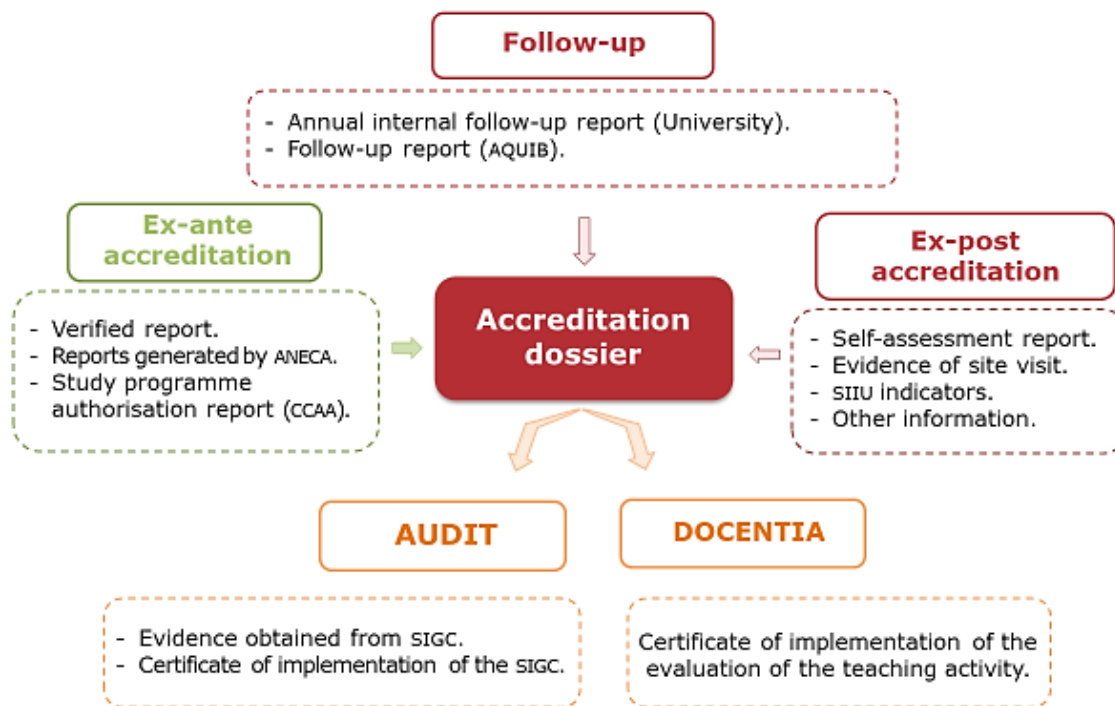 Follow-up
- Annual internal follow-up report (University).
- Follow-up report (AQUIB).
Ex-ante
accreditation
- Verified report.
- Reports generated by ANECA.
- Study programme
authorisation report (CCAA).
Accreditation
dossier
Ex-post
accreditation
- Self-assessment report.
- Evidence of site visit.
- SIIU indicators.
- Other information.
AUDIT
- Evidence obtained from SIGC.
- Certificate of implementation of the SIGC.
DOCENTIA
Certificate of implementation of the
evaluation of the teaching activity.